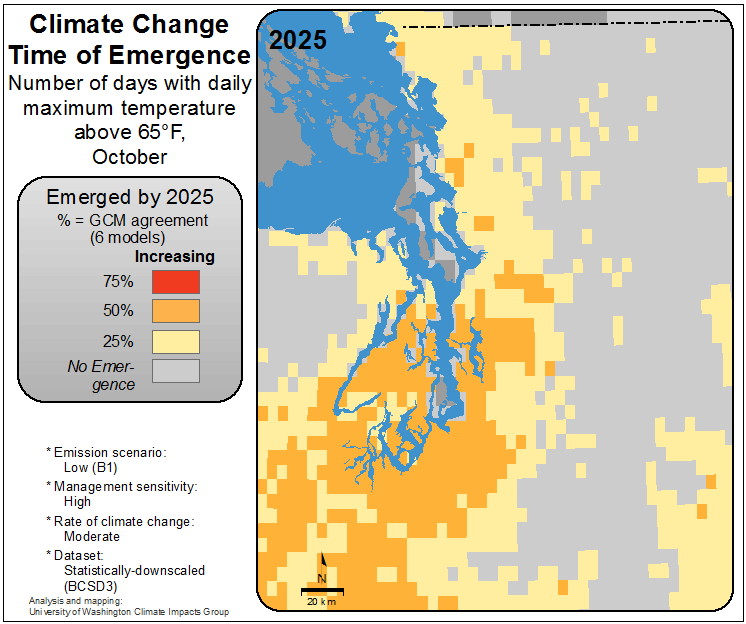 Climate Change
Time of Emergence
Number of days with daily
maximum temperature
above 65°F,
October
Emerged by 2025
% = GCM agreement
(6 models)
Increasing
75%
50%
25%
No Emer-
gence
* Emission scenario:
Low (B1)
* Management sensitivity:
High
* Rate of climate change:
Moderate
* Dataset:
Statistically-downscaled
(BCSD3)
Analysis and mapping:
University of Washington Climate Impacts Group
2025
N
20 km